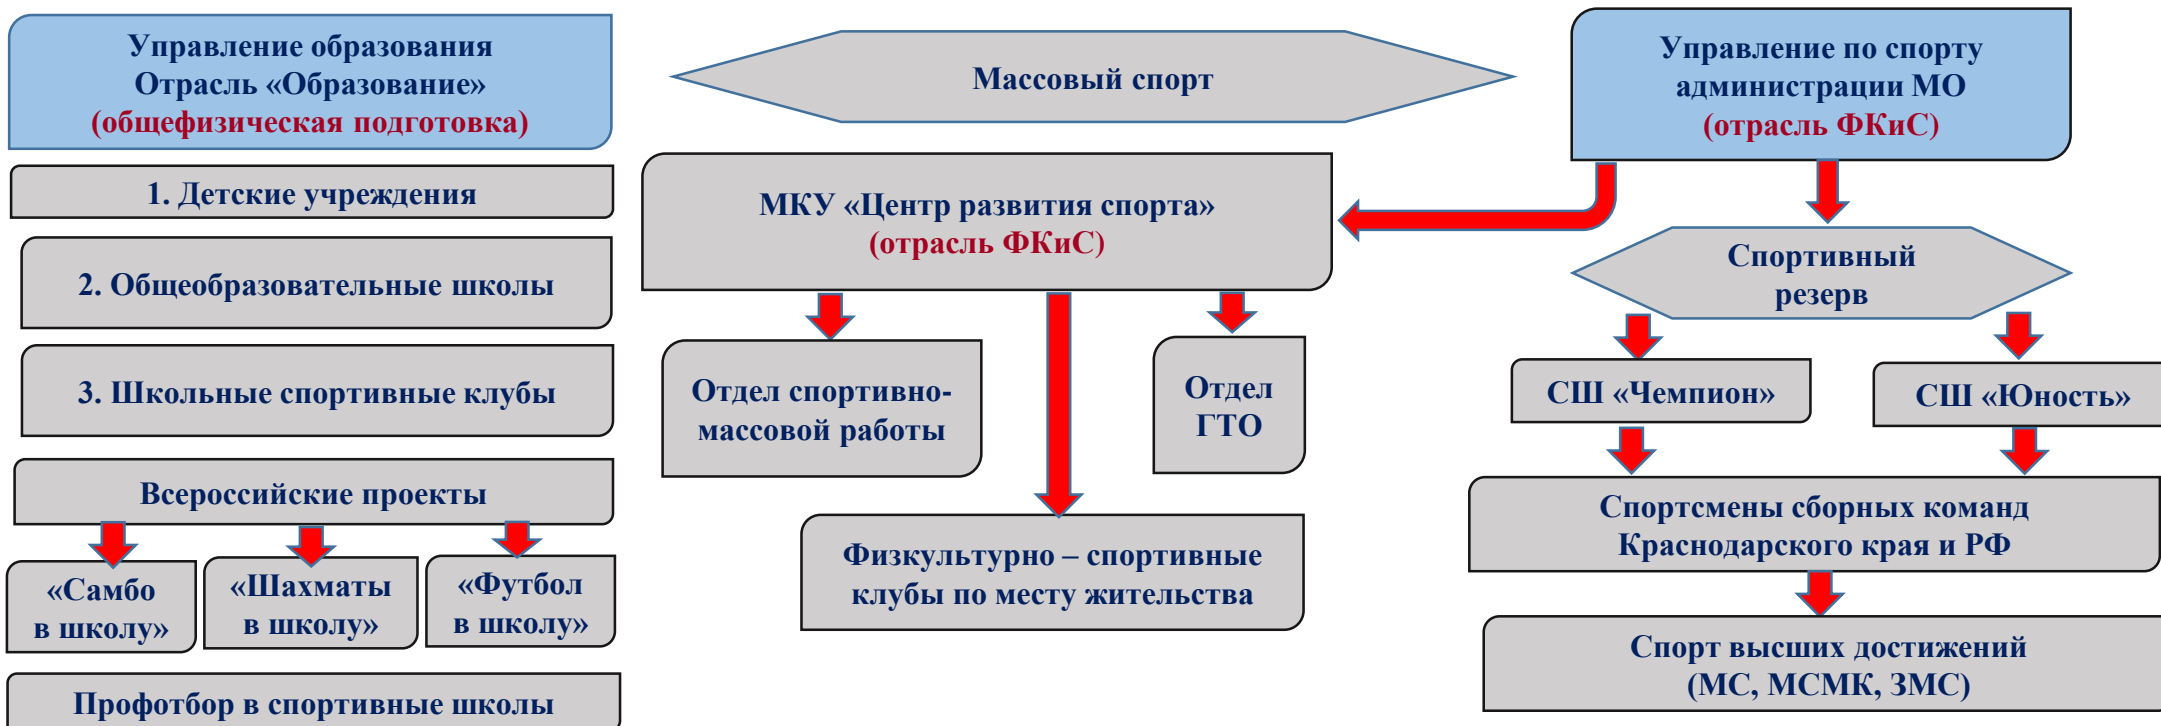 Управление образования
Отрасль «Образование»
(общефизическая подготовка)
1. Детские учреждения
2. Общеобразовательные школы
3. Школьные спортивные клубы
Всероссийские проекты
«Самбо
в школу»
«Шахматы
в школу»
«Футбол
в школу»
Профотбор в спортивные школы
Массовый спорт
МКУ «Центр развития спорта»
(отрасль ФКиС)
Отдел спортивно-
массовой работы
Отдел
ГТО
Физкультурно – спортивные
клубы по месту жительства
Управление по спорту
администрации МО
(отрасль ФКиС)
Спортивный
резерв
СШ «Чемпион»
СШ «Юность»
Спортсмены сборных команд
Краснодарского края и РФ
Спорт высших достижений
(МС, МСМК, ЗМС)